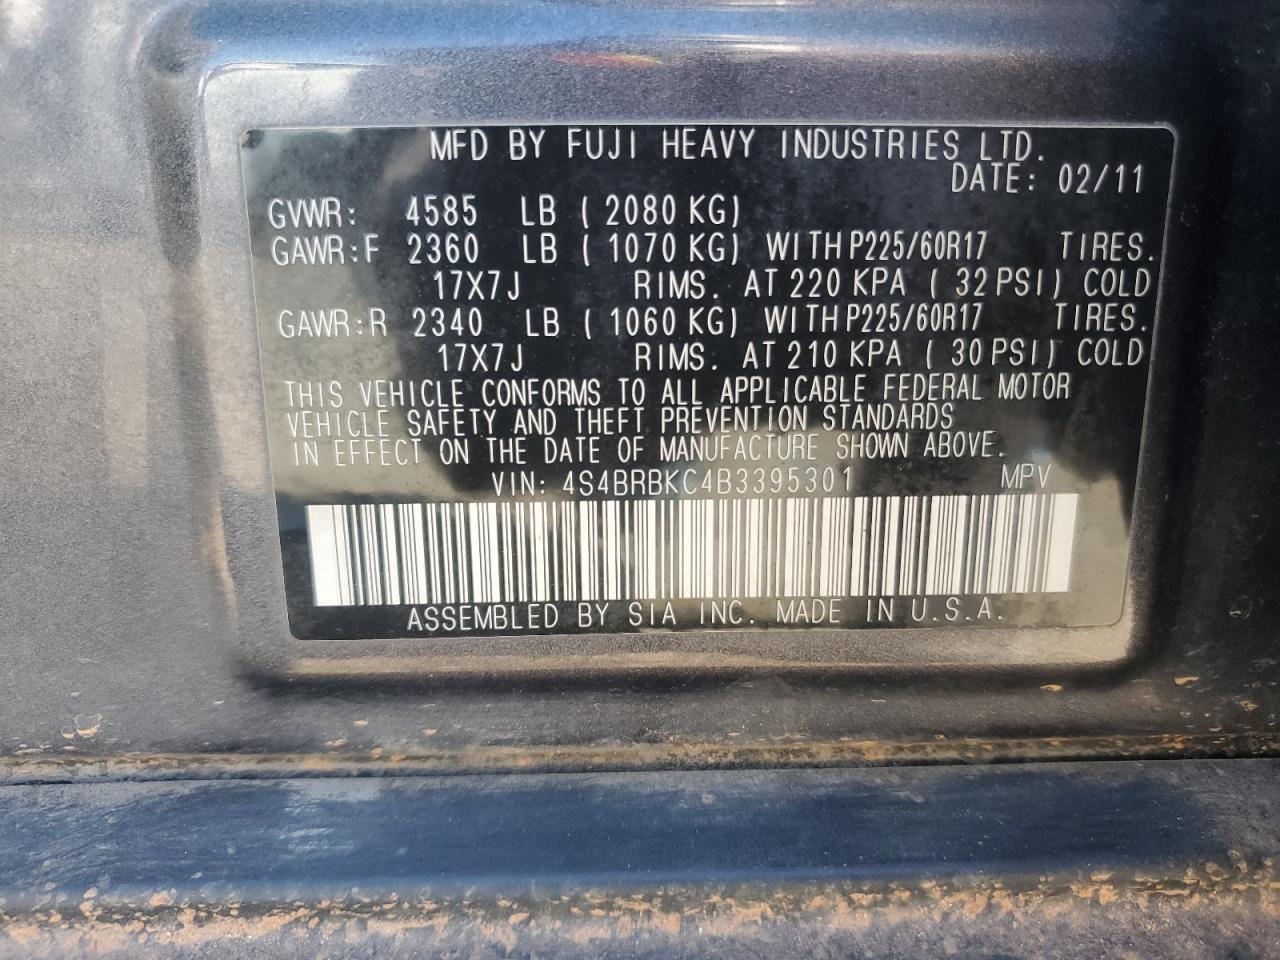 MFD BY FUJI HEAVY INDUSTRIES LTD.
DATE: 02/11
GVWR: 4585 LB (2080 KG)
GAWR:F 2360 LB (1070 KG) WITH P225/60R17 TIRES.
17X7J RIMS. AT 220 KPA (32 PSI) COLD
GAWR:R 2340 LB (1060 KG) WITH P225/60R17 TIRES.
17X7J RIMS. AT 210 KPA (30 PSI) COLD
THIS VEHICLE CONFORMS TO ALL APPLICABLE FEDERAL MOTOR
VEHICLE SAFETY AND THEFT PREVENTION STANDARDS
IN EFFECT ON THE DATE OF MANUFACTURE SHOWN ABOVE.
VIN: 4S4BRBKC4B3395301 MPV
ASSEMBLED BY SIA INC. MADE IN U.S.A.